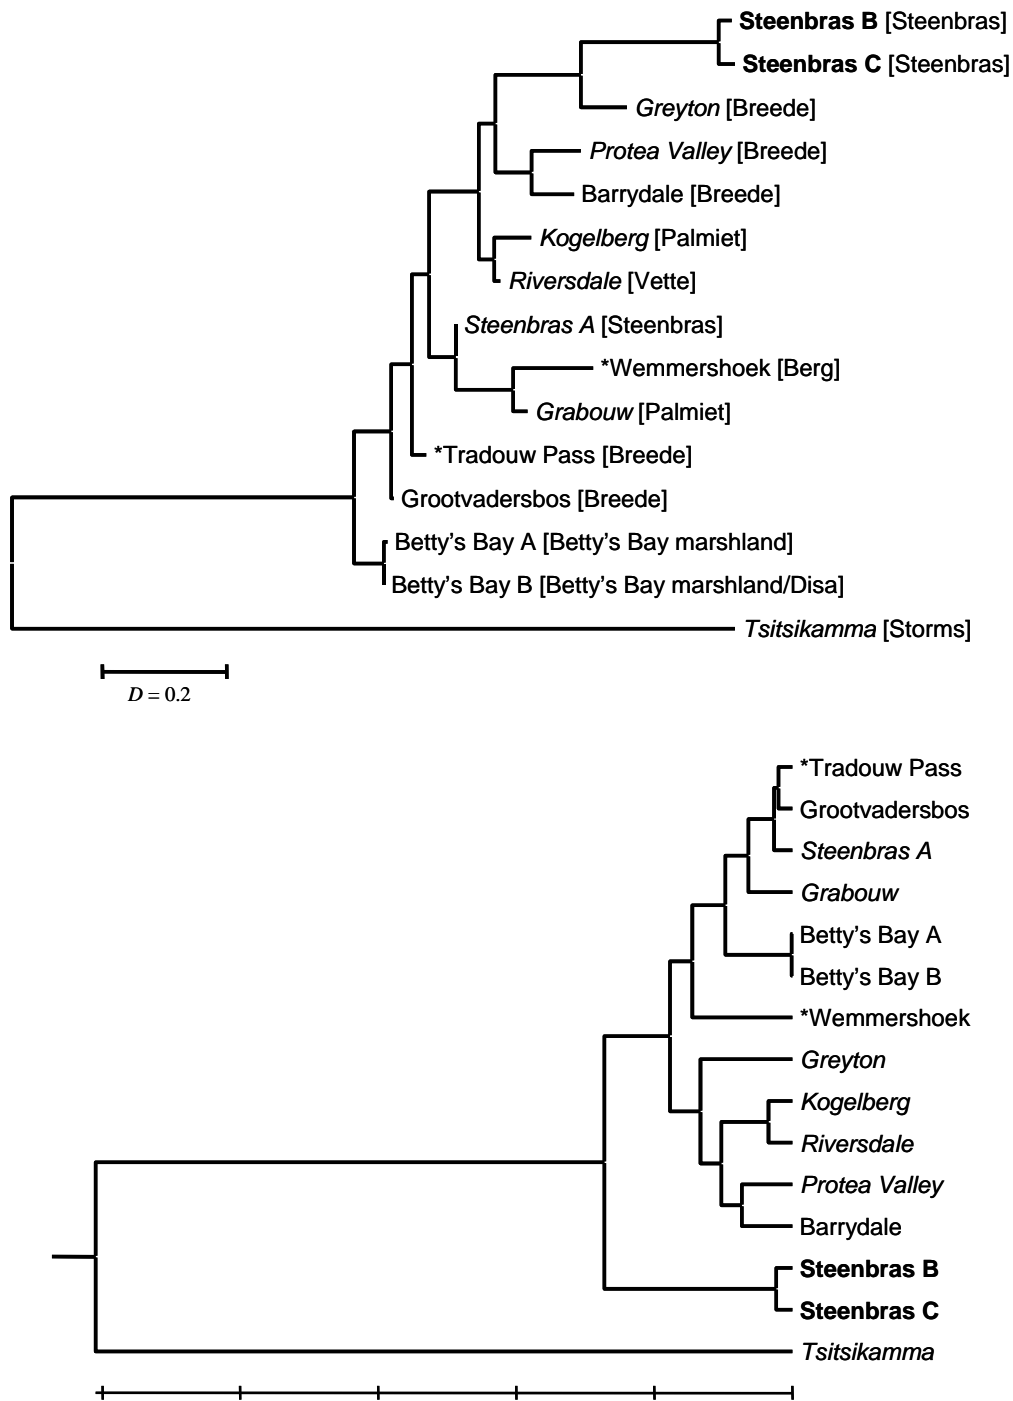 Steenbras B [Steenbras]
Steenbras C [Steenbras]
Greyton [Breede]
Protea Valley [Breede]
Barrydale [Breede]
Kogelberg [Palmiet]
Riversdale [Vette]
Steenbras A [Steenbras]
*Wemmershoek [Berg]
Grabouw [Palmiet]
*Tradouw Pass [Breede]
Grootvadersbos [Breede]
Betty’s Bay A [Betty’s Bay marshland]
Betty’s Bay B [Betty’s Bay marshland/Disa]
Tsitsikamma [Storms]
D = 0.2
*Tradouw Pass
Grootvadersbos
Steenbras A
Grabouw
Betty’s Bay A
Betty’s Bay B
*Wemmershoek
Greyton
Kogelberg
Riversdale
Protea Valley
Barrydale
Steenbras B
Steenbras C
Tsitsikamma